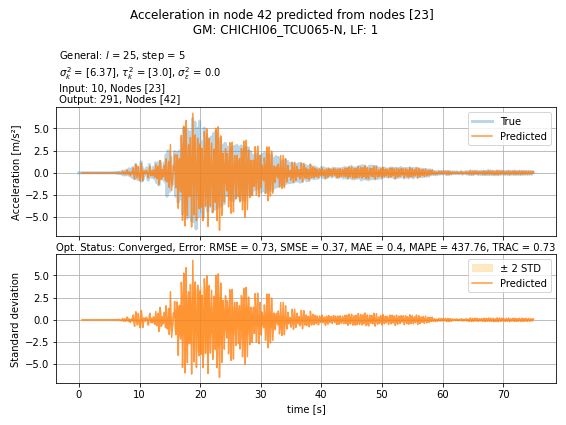 Acceleration in node 42 predicted from nodes [23]
GM: CHICHI06_TCU065-N, LF: 1
General: l = 25, step = 5
σ²ₖ = [6.37], τ²ₖ = [3.0], σ²ε = 0.0
Input: 10, Nodes [23]
Output: 291, Nodes [42]
True
Predicted
Acceleration [m/s²]
5.0
2.5
0.0
−2.5
−5.0
Opt. Status: Converged, Error: RMSE = 0.73, SMSE = 0.37, MAE = 0.4, MAPE = 437.76, TRAC = 0.73
± 2 STD
Predicted
Standard deviation
5.0
2.5
0.0
−2.5
−5.0
0 10 20 30 40 50 60 70
time [s]